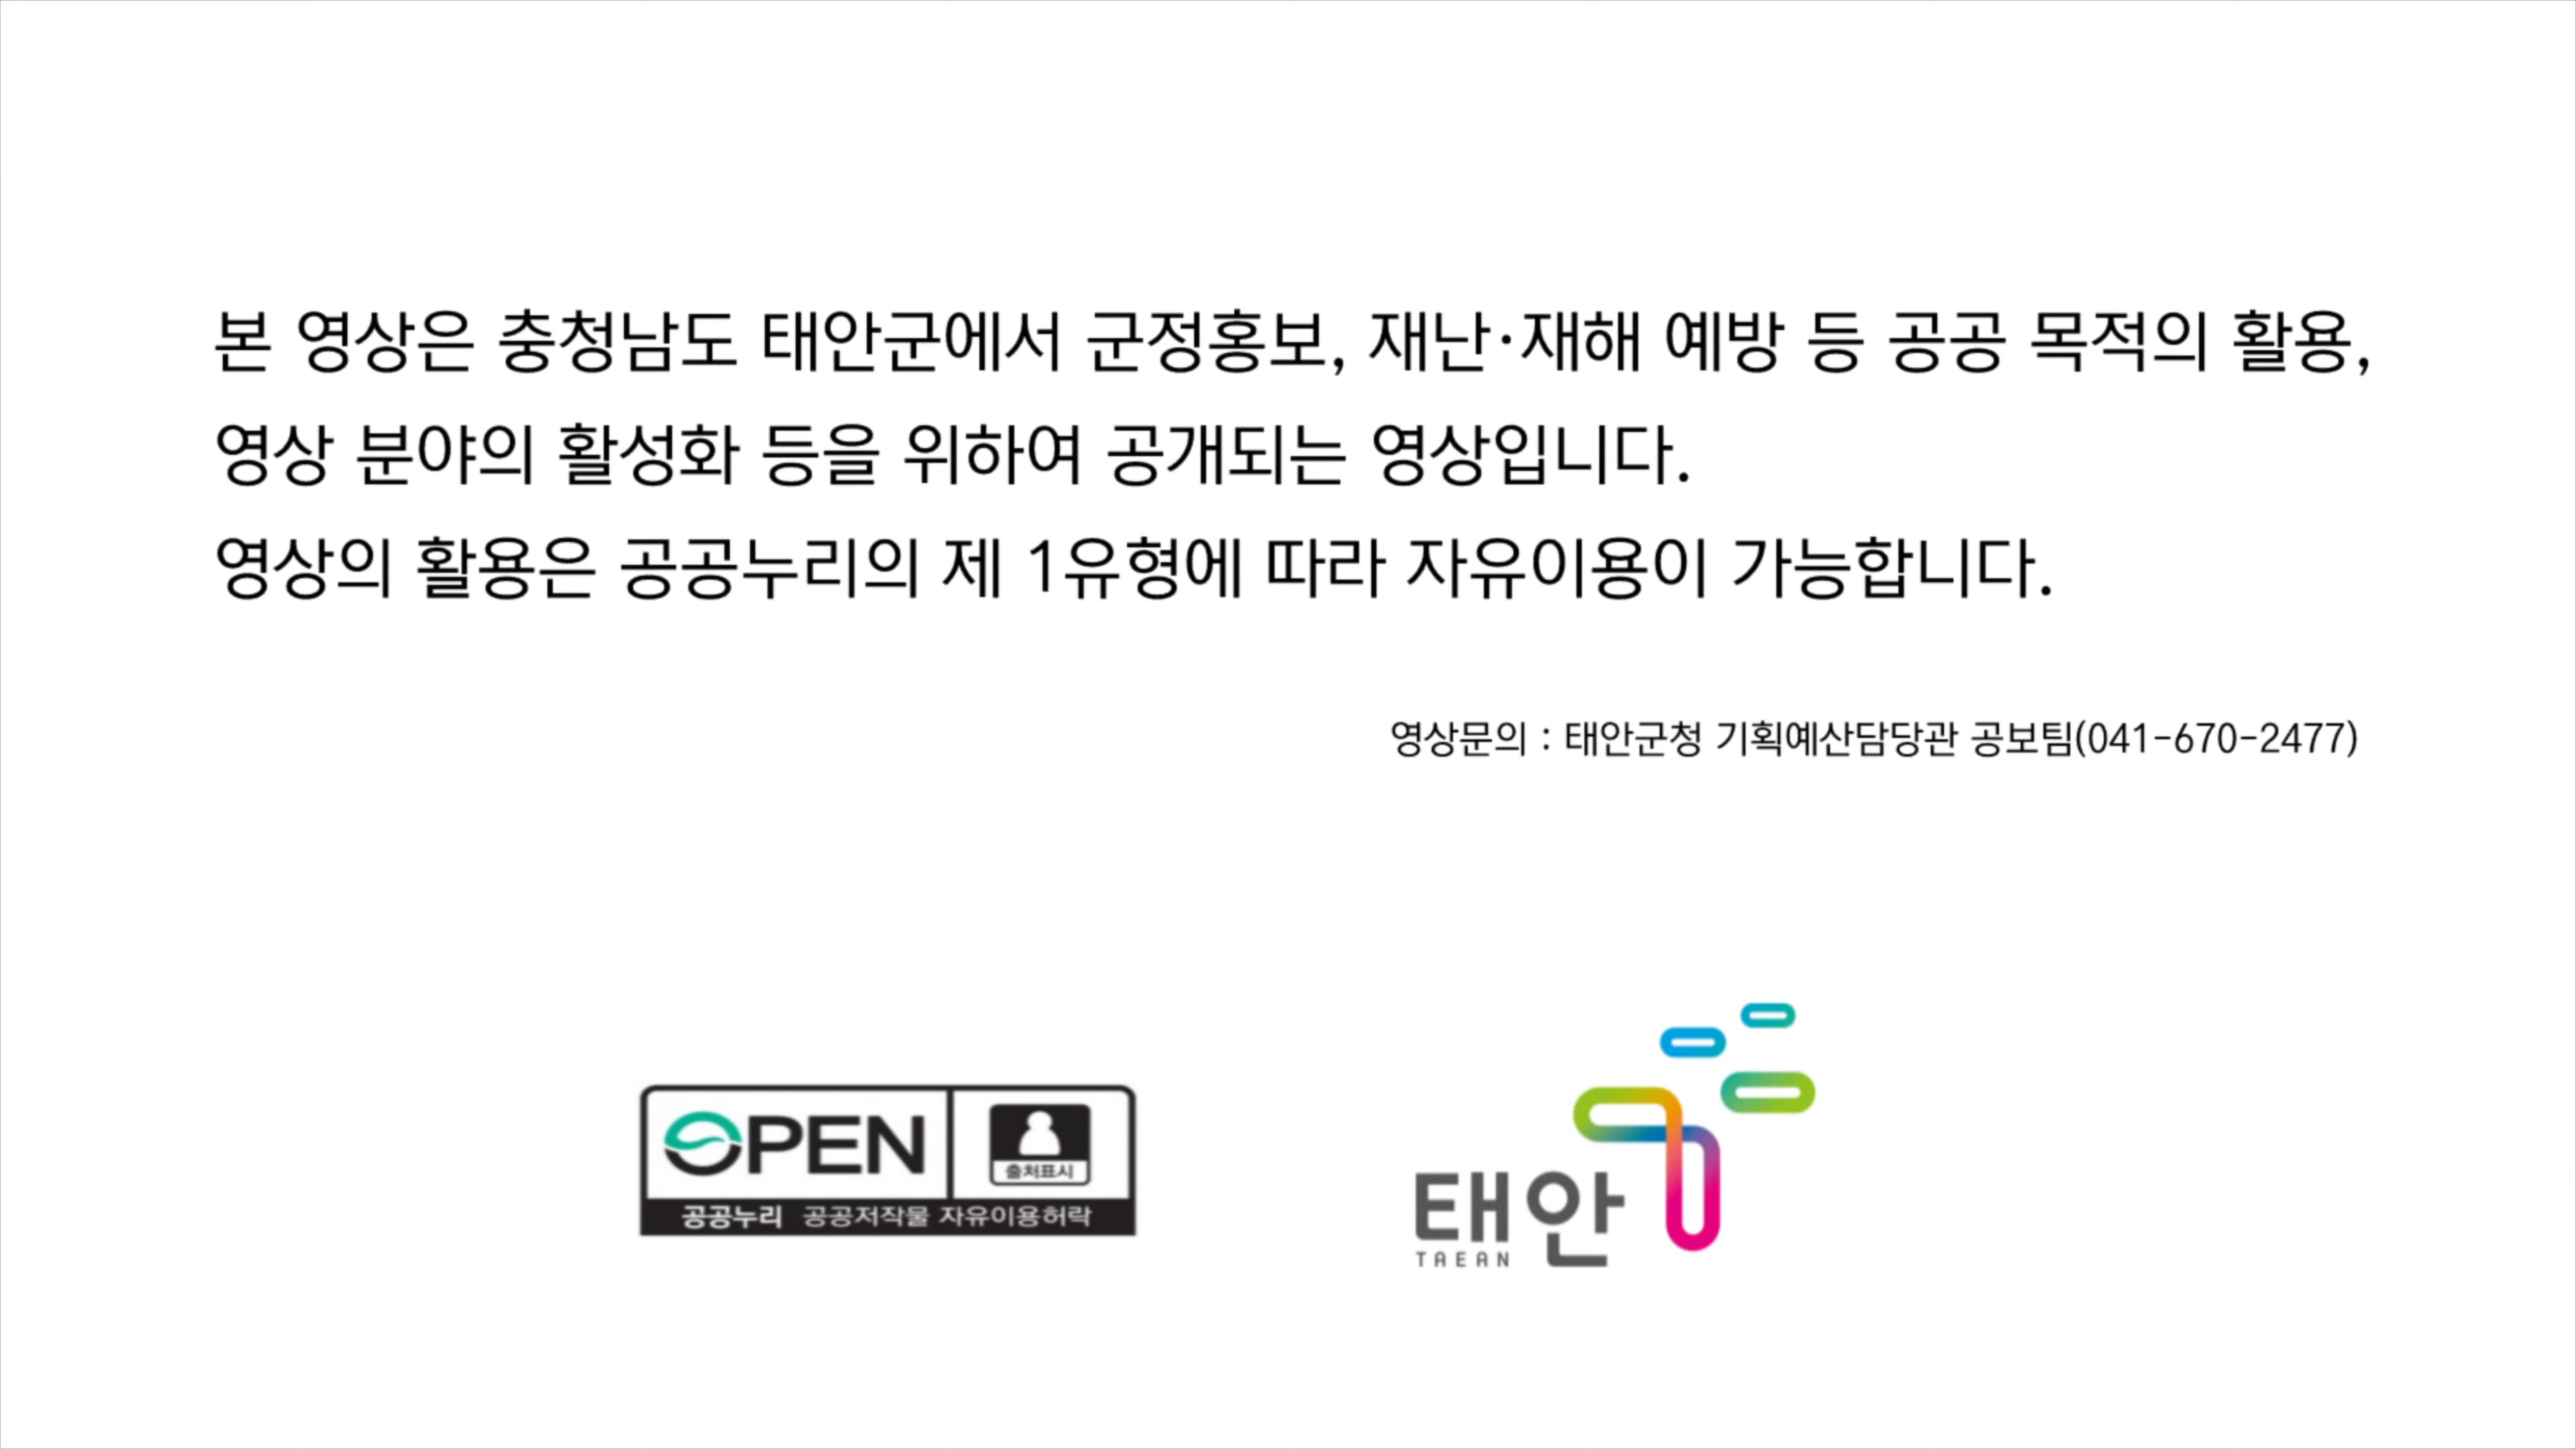 본 영상은 충청남도 태안군에서 군정홍보, 재난·재해 예방 등 공공 목적의 활용,
영상 분야의 활성화 등을 위하여 공개되는 영상입니다.
영상의 활용은 공공누리의 제 1유형에 따라 자유이용이 가능합니다.
영상문의 : 태안군청 기획예산담당관 공보팀(041-670-2477)
OPEN
출처표시
공공누리 공공저작물 자유이용허락
태안
TAEAN